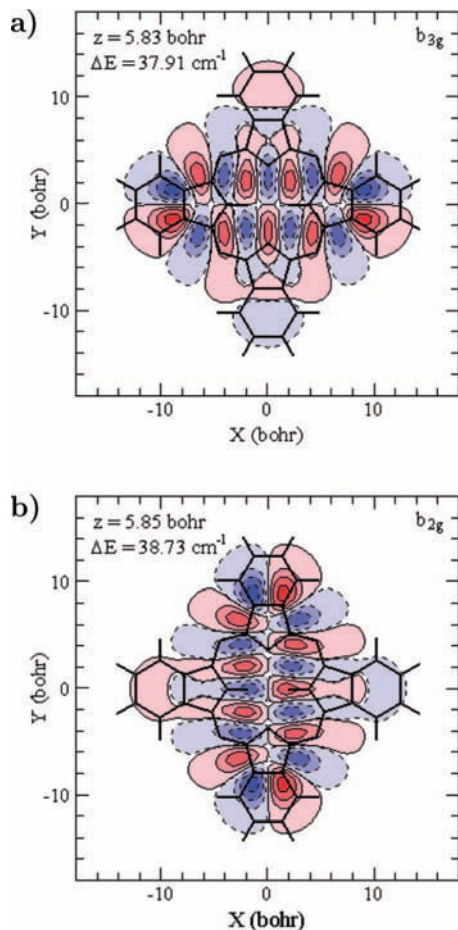 a)
z = 5.83 bohr
b₃g
ΔE = 37.91 cm⁻¹
10
0
-10
Y (bohr)
-10
0
10
X (bohr)
b)
z = 5.85 bohr
b₂g
ΔE = 38.73 cm⁻¹
10
0
-10
Y (bohr)
-10
0
10
X (bohr)